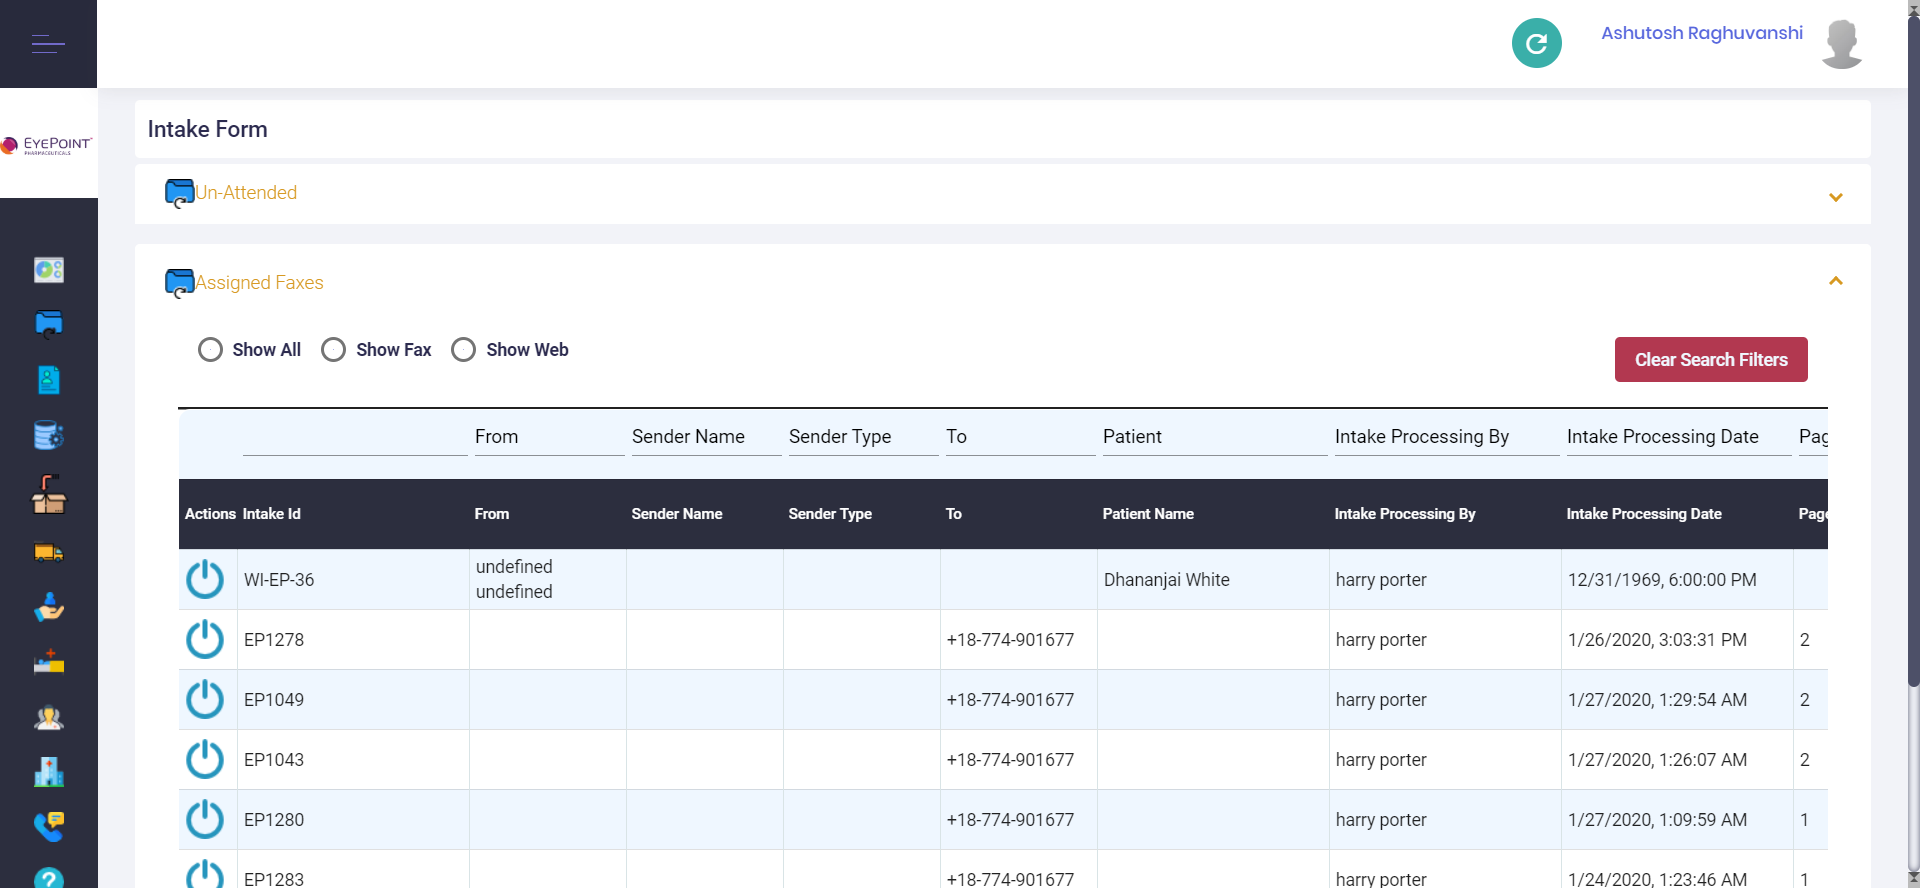 Ashutosh Raghuvanshi
EYEPOINT
PHARMACEUTICALS
Intake Form
Un-Attended
Assigned Faxes
Show All Show Fax Show Web
Clear Search Filters
From Sender Name Sender Type To Patient Intake Processing By Intake Processing Date Pag
Actions Intake Id From Sender Name Sender Type To Patient Name Intake Processing By Intake Processing Date Page
WI-EP-36 undefined undefined Dhananjai White harry porter 12/31/1969, 6:00:00 PM
EP1278 +18-774-901677 harry porter 1/26/2020, 3:03:31 PM 2
EP1049 +18-774-901677 harry porter 1/27/2020, 1:29:54 AM 2
EP1043 +18-774-901677 harry porter 1/27/2020, 1:26:07 AM 2
EP1280 +18-774-901677 harry porter 1/27/2020, 1:09:59 AM 1
EP1283 +18-774-901677 harry porter 1/24/2020, 1:23:46 AM 1